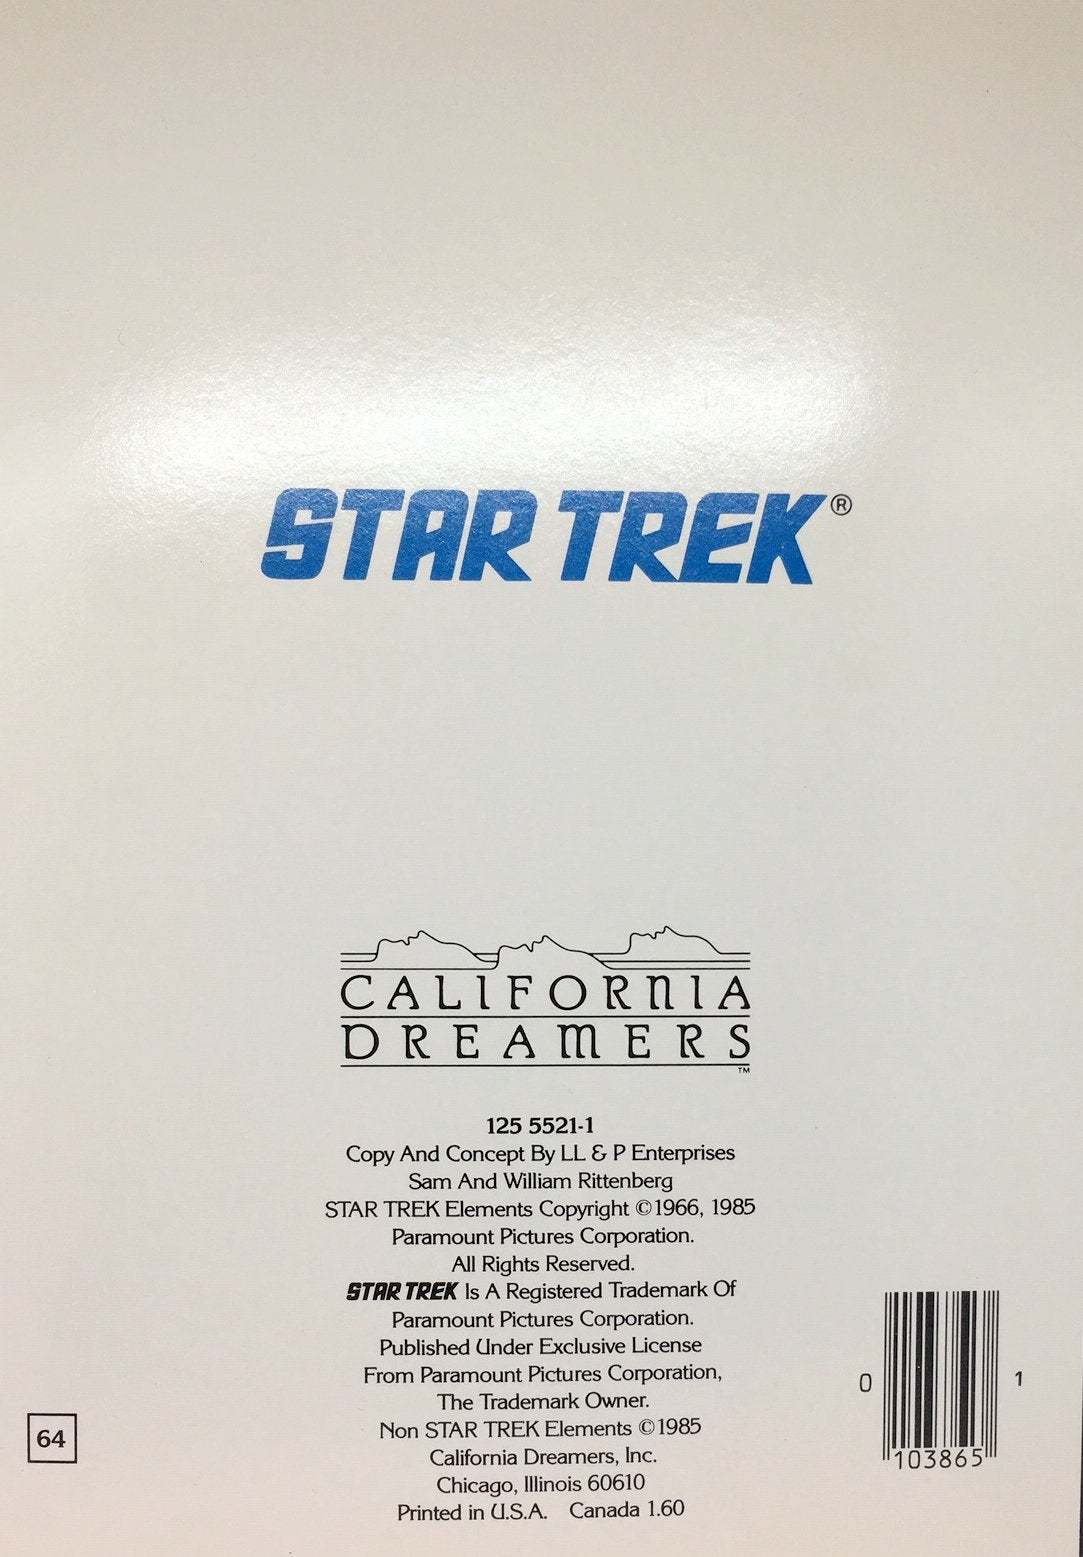 STAR TREK®
CALIFORNIA
DREAMERS
™
125 5521-1
Copy And Concept By LL & P Enterprises
Sam And William Rittenberg
STAR TREK Elements Copyright ©1966, 1985
Paramount Pictures Corporation.
All Rights Reserved.
STAR TREK Is A Registered Trademark Of
Paramount Pictures Corporation.
Published Under Exclusive License
From Paramount Pictures Corporation,
The Trademark Owner.
Non STAR TREK Elements ©1985
California Dreamers, Inc.
Chicago, Illinois 60610
Printed in U.S.A. Canada 1.60
64
0 103865 1